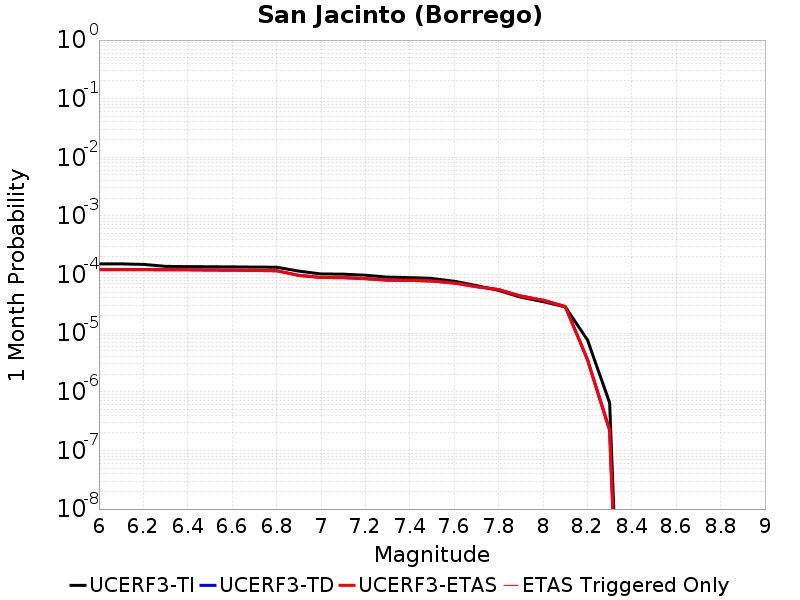 San Jacinto (Borrego)
1 Month Probability
10^0
10^-1
10^-2
10^-3
10^-4
10^-5
10^-6
10^-7
10^-8
6 6.2 6.4 6.6 6.8 7 7.2 7.4 7.6 7.8 8 8.2 8.4 8.6 8.8 9
Magnitude
UCERF3-TI UCERF3-TD UCERF3-ETAS ETAS Triggered Only